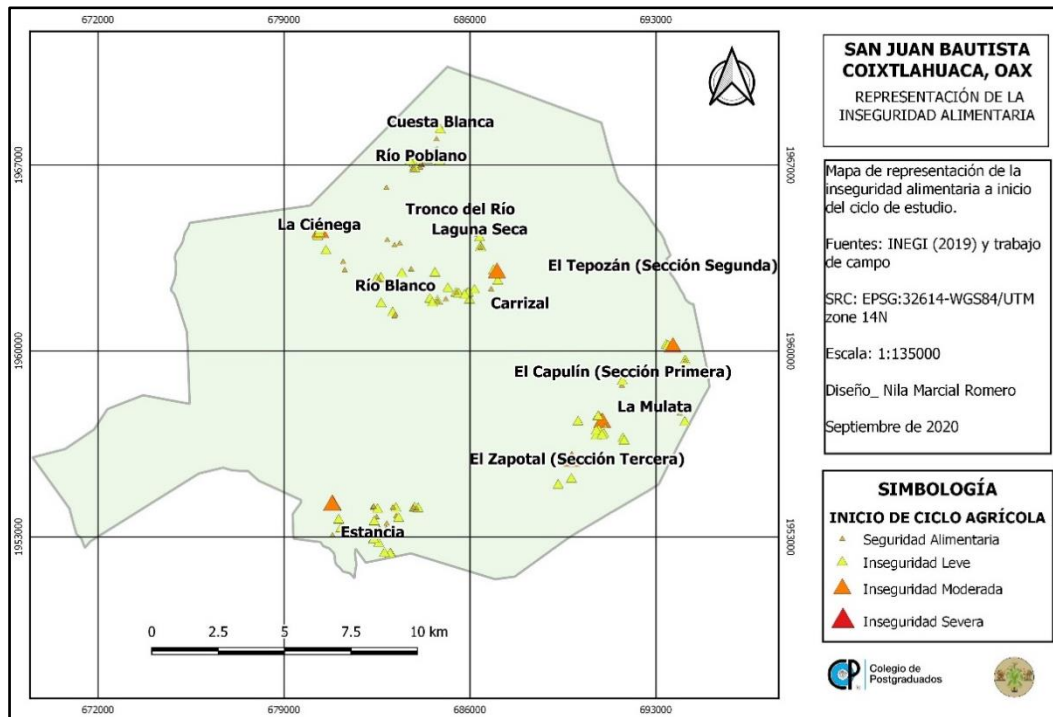 672000
679000
686000
693000
1967000
1960000
1953000
Cuesta Blanca
Río Poblano
Tronco del Río
La Ciénega
Laguna Seca
El Tepozán (Sección Segunda)
Río Blanco
Carrizal
El Capulín (Sección Primera)
La Mulata
El Zapotal (Sección Tercera)
Estancia
0
2.5
5
7.5
10 km
1967000
1960000
1953000
672000
679000
686000
693000
SAN JUAN BAUTISTA
COIXTLAHUACA, OAX
REPRESENTACIÓN DE LA
INSEGURIDAD ALIMENTARIA
Mapa de representación de la
inseguridad alimentaria a inicio
del ciclo de estudio.
Fuentes: INEGI (2019) y trabajo
de campo
SRC: EPSG:32614-WGS84/UTM
zone 14N
Escala: 1:135000
Diseño_ Nila Marcial Romero
Septiembre de 2020
SIMBOLOGÍA
INICIO DE CICLO AGRÍCOLA
Seguridad Alimentaria
Inseguridad Leve
Inseguridad Moderada
Inseguridad Severa
CP
Colegio de
Postgraduados